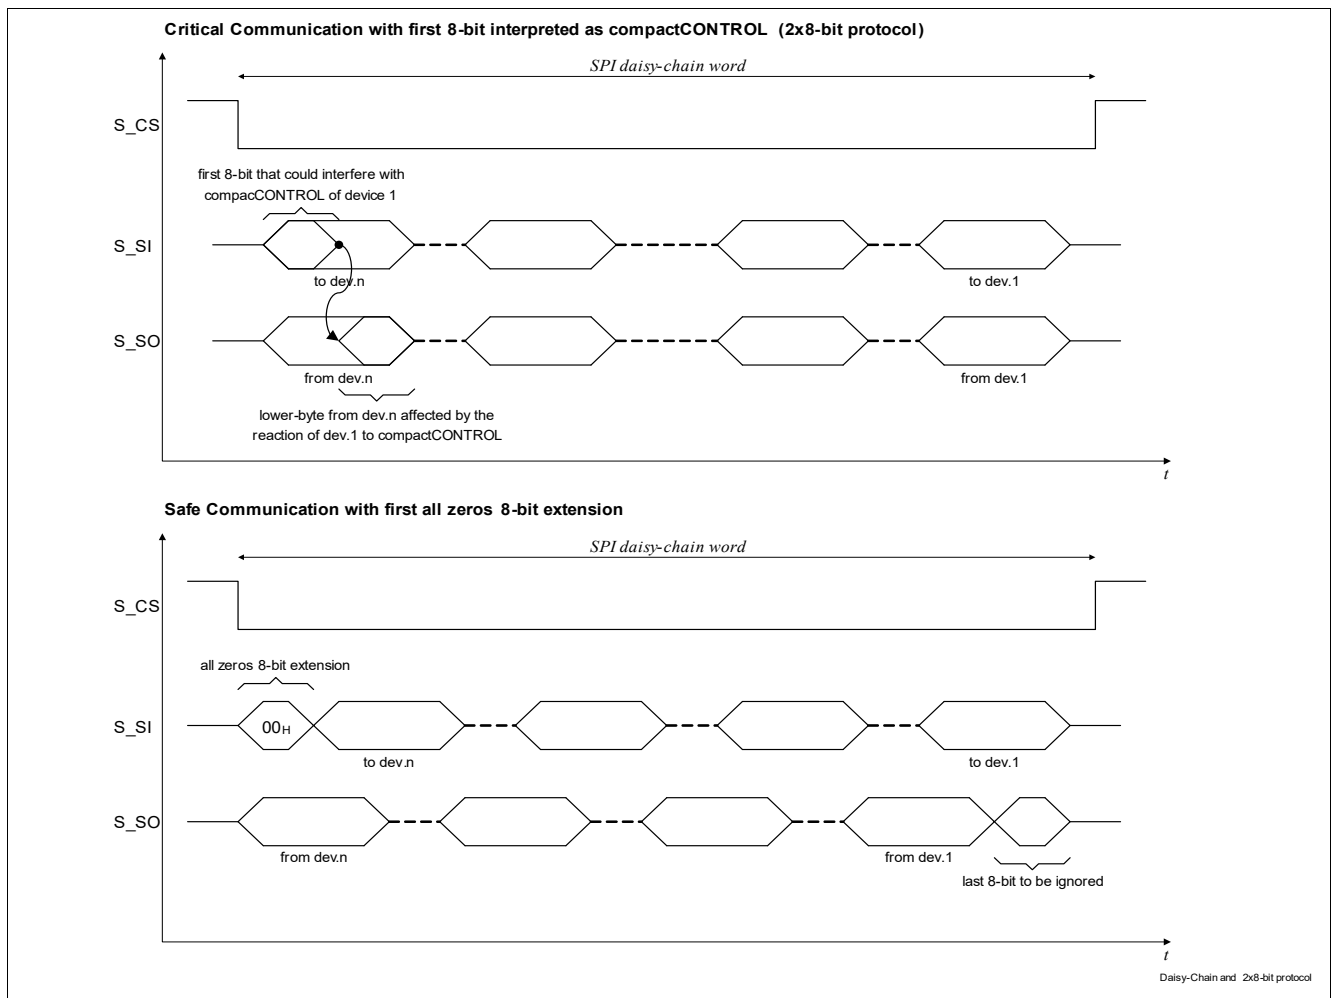 Critical Communication with first 8-bit interpreted as compactCONTROL (2x8-bit protocol)
SPI daisy-chain word
S_CS
first 8-bit that could interfere with
compacCONTROL of device 1
S_SI
to dev.n
to dev.1
S_SO
from dev.n
from dev.1
lower-byte from dev.n affected by the
reaction of dev.1 to compactCONTROL
t
Safe Communication with first all zeros 8-bit extension
SPI daisy-chain word
S_CS
all zeros 8-bit extension
S_SI
00H
to dev.n
to dev.1
S_SO
from dev.n
from dev.1
last 8-bit to be ignored
t
Daisy-Chain and 2x8-bit protocol